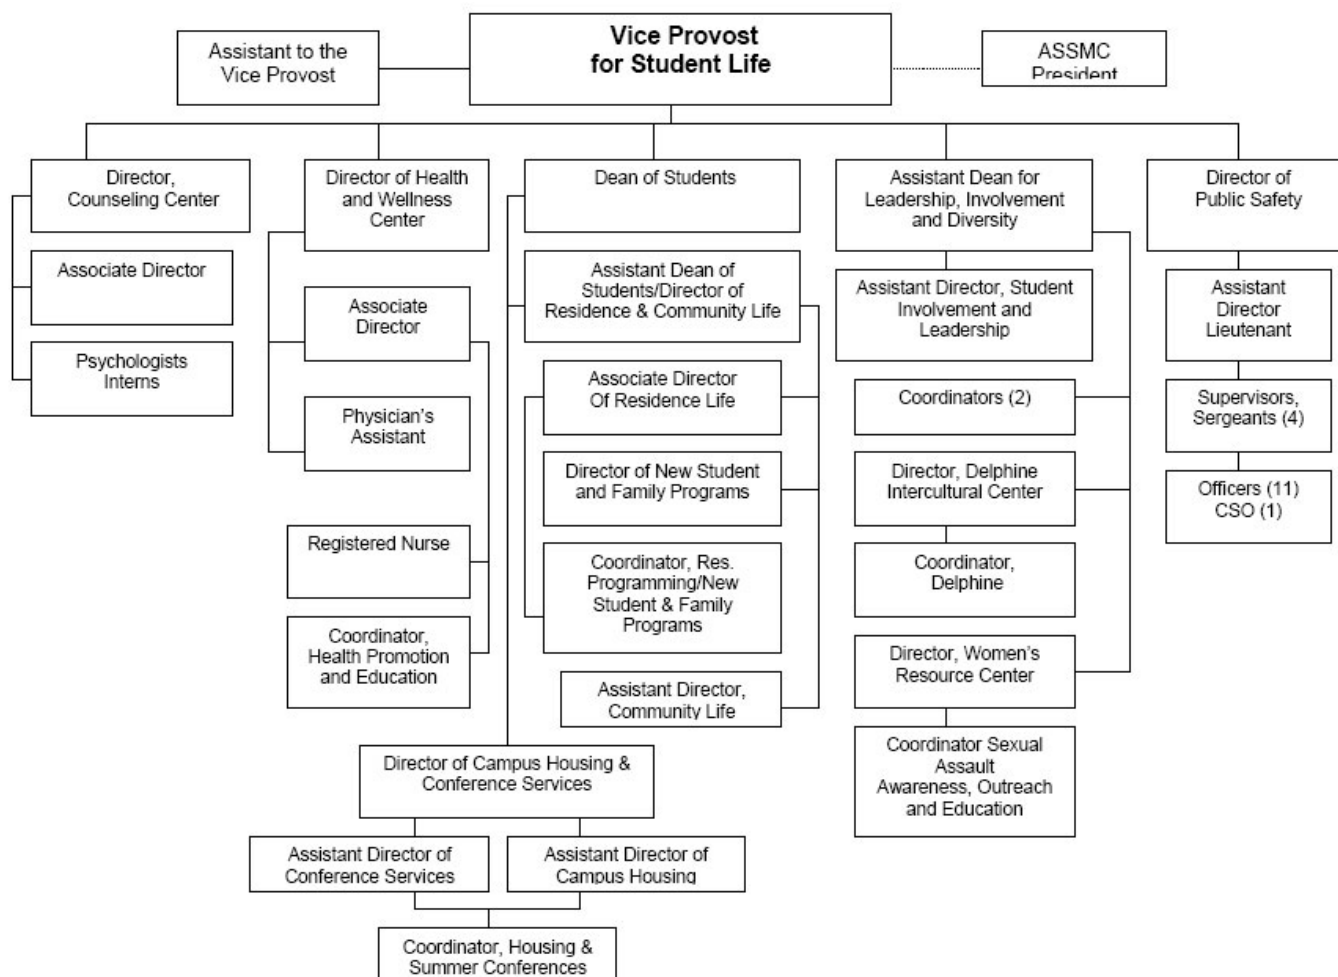 Vice Provost
for Student Life
Assistant to the
Vice Provost
ASSMC
President
Director,
Counseling Center
Associate Director
Psychologists
Interns
Director of Health
and Wellness
Center
Associate
Director
Physician's
Assistant
Registered Nurse
Coordinator,
Health Promotion
and Education
Dean of Students
Assistant Dean of
Students/Director of
Residence & Community Life
Associate Director
Of Residence Life
Director of New Student
and Family Programs
Coordinator, Res.
Programming/New
Student & Family
Programs
Assistant Director,
Community Life
Director of Campus Housing &
Conference Services
Assistant Director of
Conference Services
Assistant Director of
Campus Housing
Coordinator, Housing &
Summer Conferences
Assistant Dean for
Leadership, Involvement
and Diversity
Assistant Director, Student
Involvement and
Leadership
Coordinators (2)
Director, Delphine
Intercultural Center
Coordinator,
Delphine
Director, Women's
Resource Center
Coordinator Sexual
Assault
Awareness, Outreach
and Education
Director of
Public Safety
Assistant
Director
Lieutenant
Supervisors,
Sergeants (4)
Officers (11)
CSO (1)